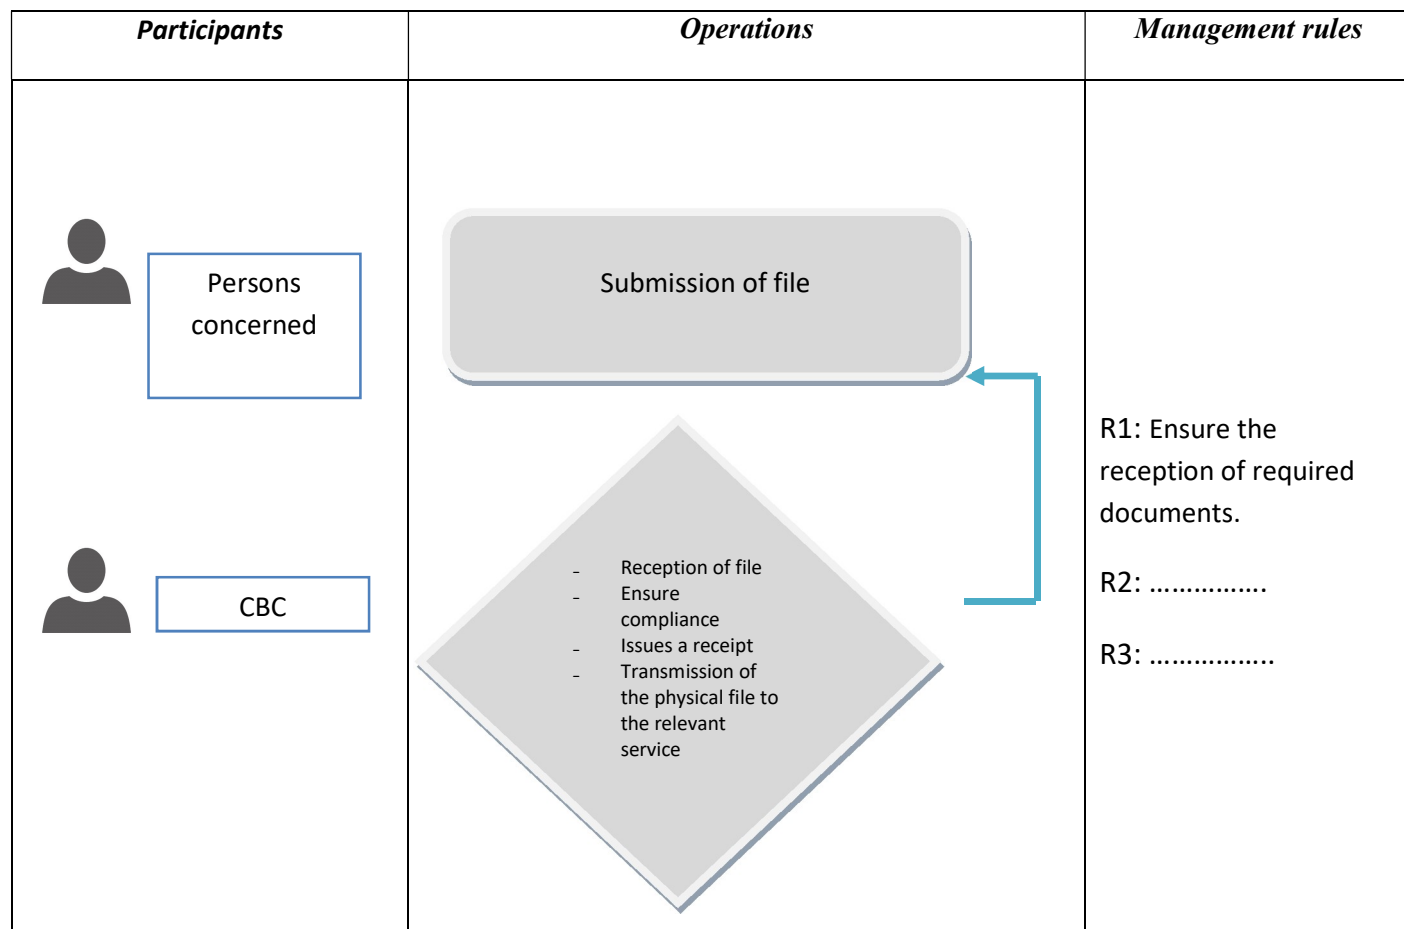 Participants
Operations
Management rules
Persons
concerned
Submission of file
CBC
- Reception of file
- Ensure
compliance
- Issues a receipt
- Transmission of
the physical file to
the relevant
service
R1: Ensure the
reception of required
documents.
R2: ...............
R3: ................